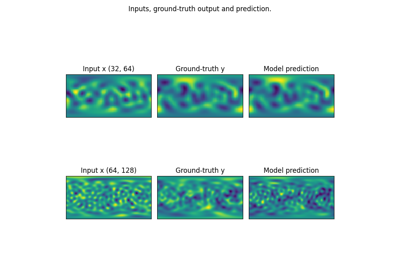 Inputs, ground-truth output and prediction.
Input x (32, 64) Ground-truth y Model prediction
Input x (64, 128) Ground-truth y Model prediction